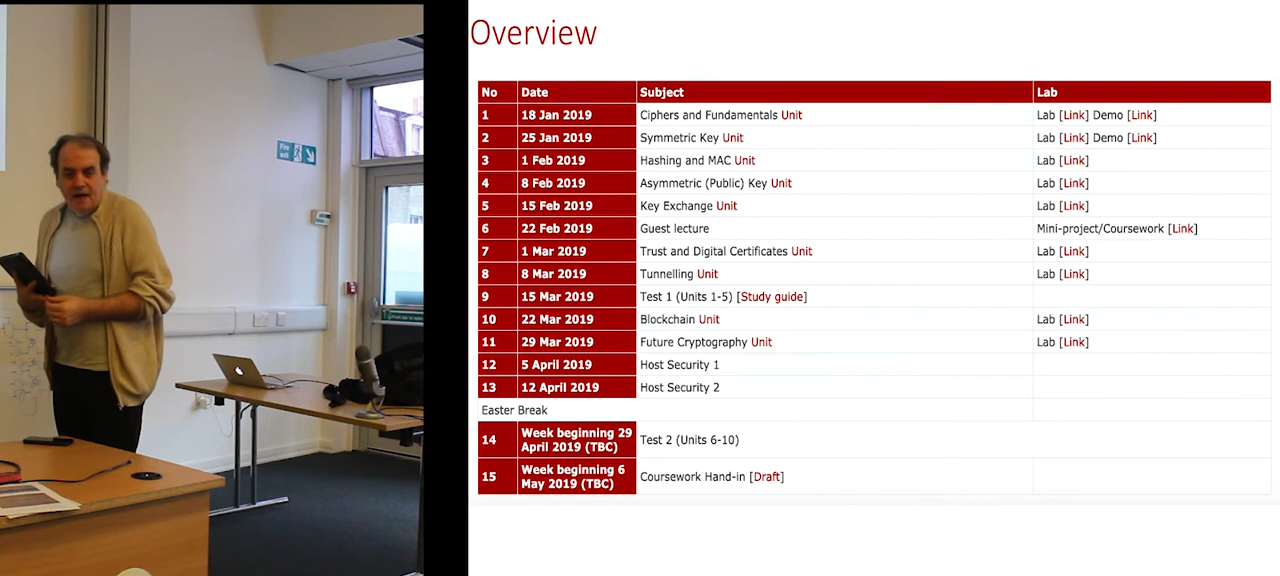 Fire
exit
Overview
No Date Subject Lab
1 18 Jan 2019 Ciphers and Fundamentals Unit Lab [Link] Demo [Link]
2 25 Jan 2019 Symmetric Key Unit Lab [Link] Demo [Link]
3 1 Feb 2019 Hashing and MAC Unit Lab [Link]
4 8 Feb 2019 Asymmetric (Public) Key Unit Lab [Link]
5 15 Feb 2019 Key Exchange Unit Lab [Link]
6 22 Feb 2019 Guest lecture Mini-project/Coursework [Link]
7 1 Mar 2019 Trust and Digital Certificates Unit Lab [Link]
8 8 Mar 2019 Tunnelling Unit Lab [Link]
9 15 Mar 2019 Test 1 (Units 1-5) [Study guide]
10 22 Mar 2019 Blockchain Unit Lab [Link]
11 29 Mar 2019 Future Cryptography Unit Lab [Link]
12 5 April 2019 Host Security 1
13 12 April 2019 Host Security 2
Easter Break
14 Week beginning 29 April 2019 (TBC) Test 2 (Units 6-10)
15 Week beginning 6 May 2019 (TBC) Coursework Hand-in [Draft]